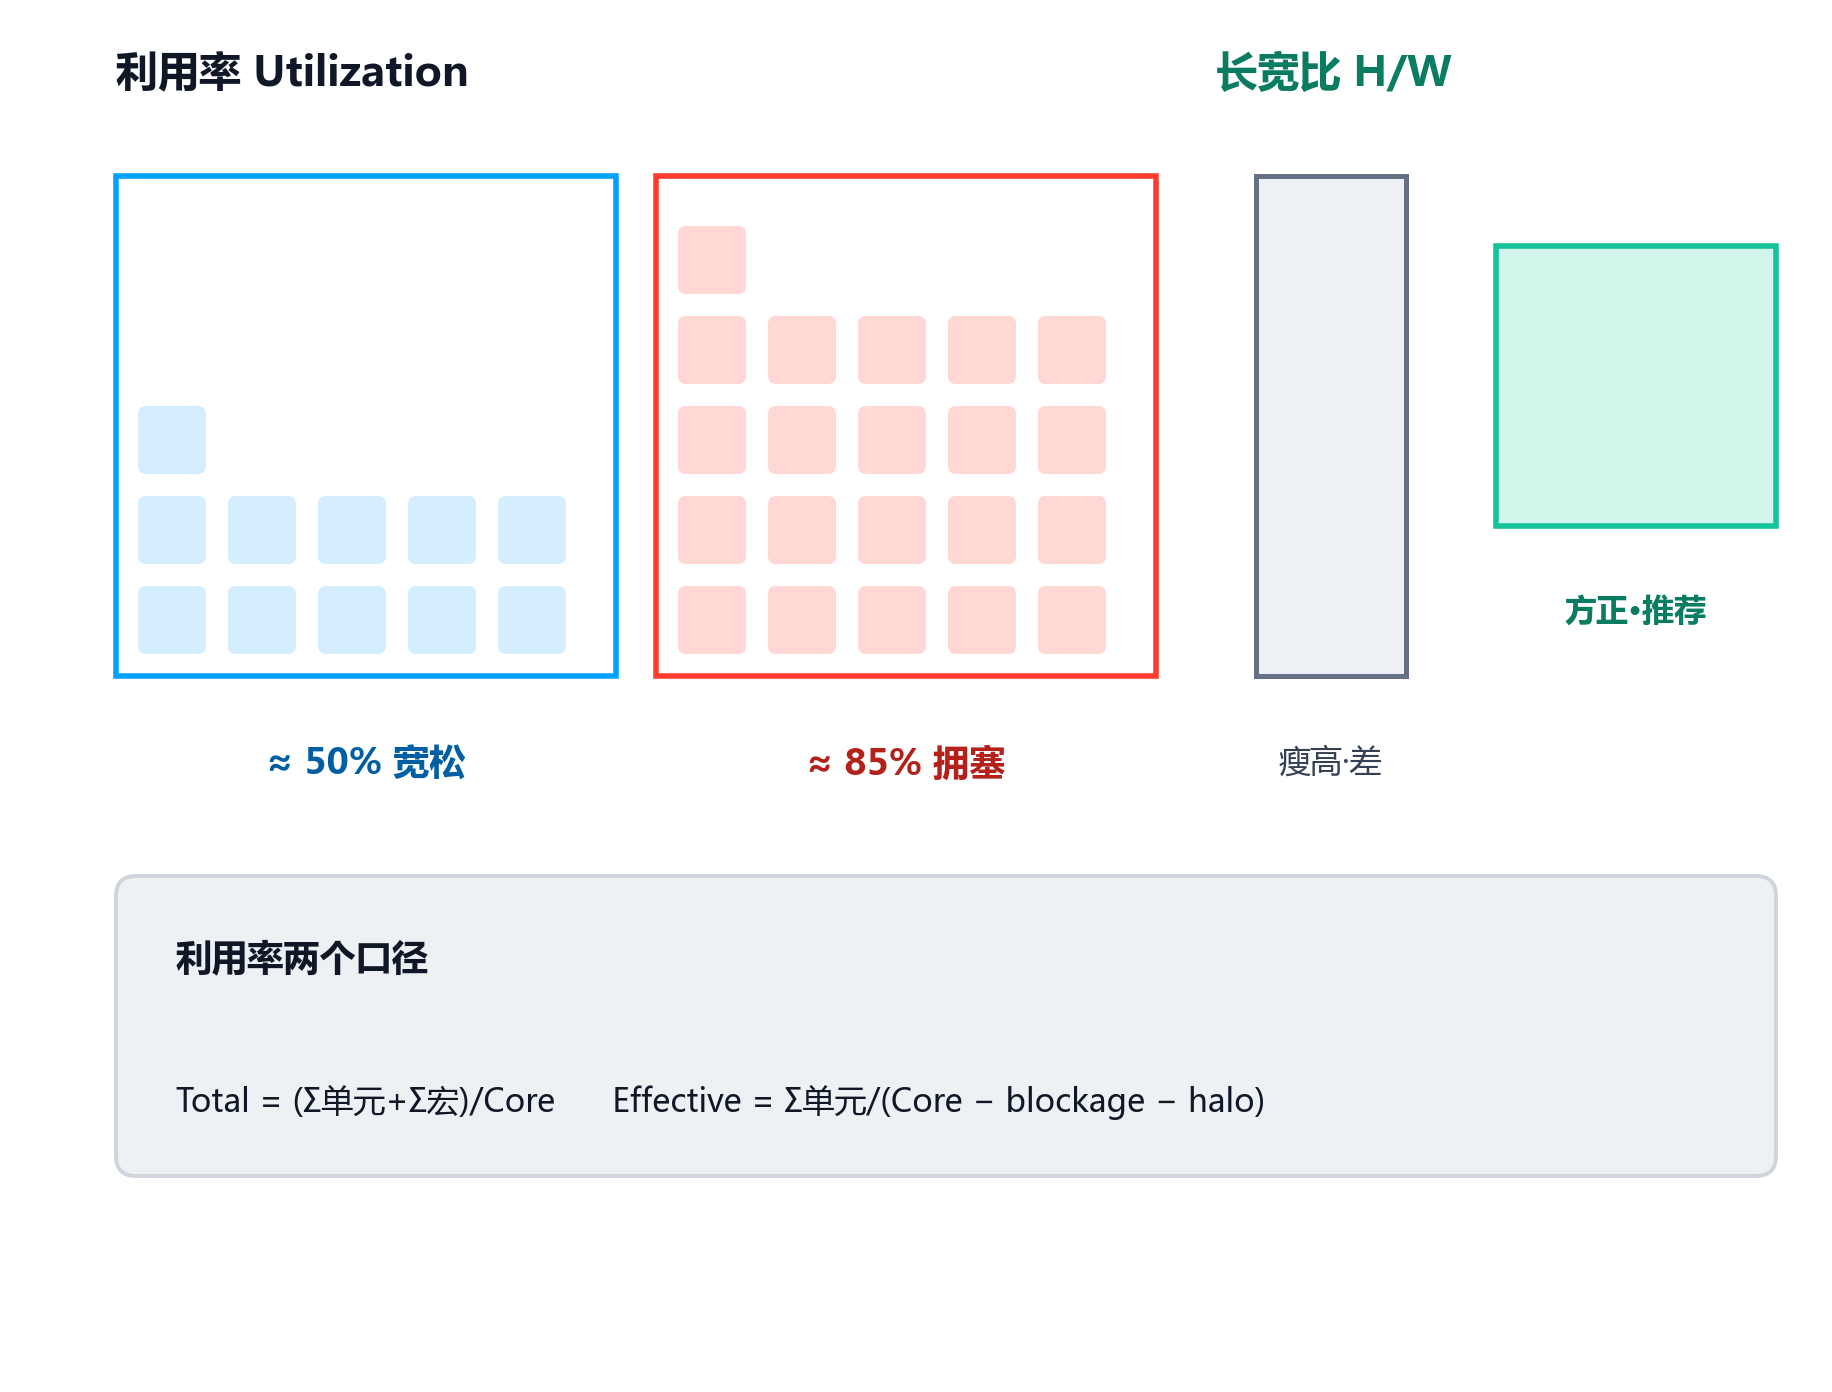 利用率 Utilization
长宽比 H/W
方正·推荐
≈ 50% 宽松
≈ 85% 拥塞
瘦高·差
利用率两个口径
Total = (Σ单元+Σ宏)/Core Effective = Σ单元/(Core − blockage − halo)